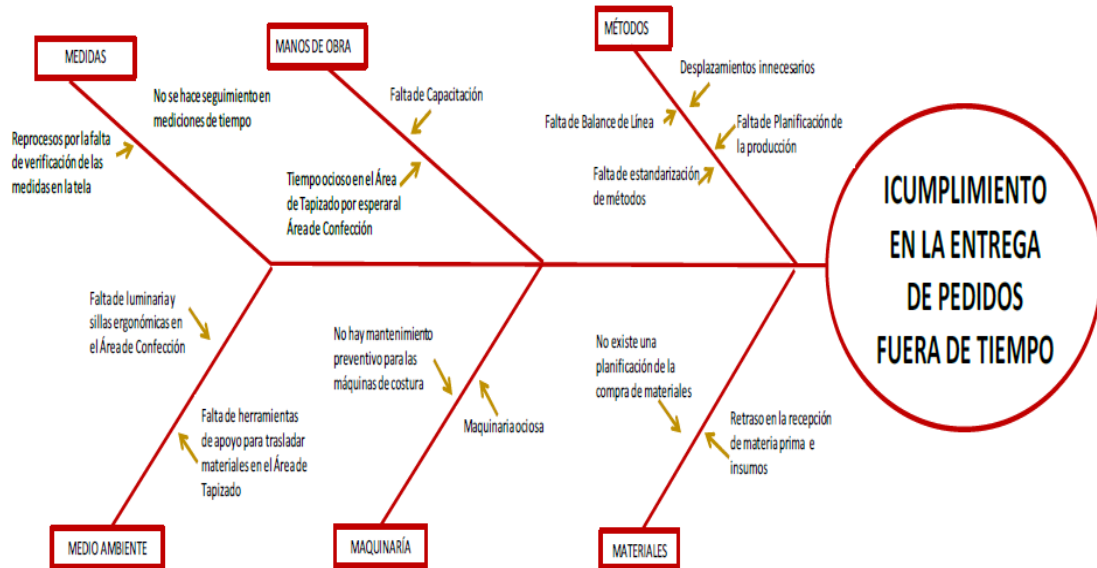 MEDIDAS
No se hace seguimiento en
mediciones de tiempo
Reprocesos por la falta
de verificación de las
medidas en la tela
MANOS DE OBRA
Falta de Capacitación
Tiempo ocioso en el Área
de Tapizado por esperar al
Área de Confección
MÉTODOS
Desplazamientos innecesarios
Falta de Balance de Línea
Falta de Planificación de
la producción
Falta de estandarización
de métodos
ICUMPLIMIENTO
EN LA ENTREGA
DE PEDIDOS
FUERA DE TIEMPO
Falta de luminaria y
sillas ergonómicas en
el Área de Confección
Falta de herramientas
de apoyo para trasladar
materiales en el Área de
Tapizado
MEDIO AMBIENTE
No hay mantenimiento
preventivo para las
máquinas de costura
Maquinaria ociosa
MAQUINARÍA
No existe una
planificación de la
compra de materiales
Retraso en la recepción
de materia prima e
insumos
MATERIALES